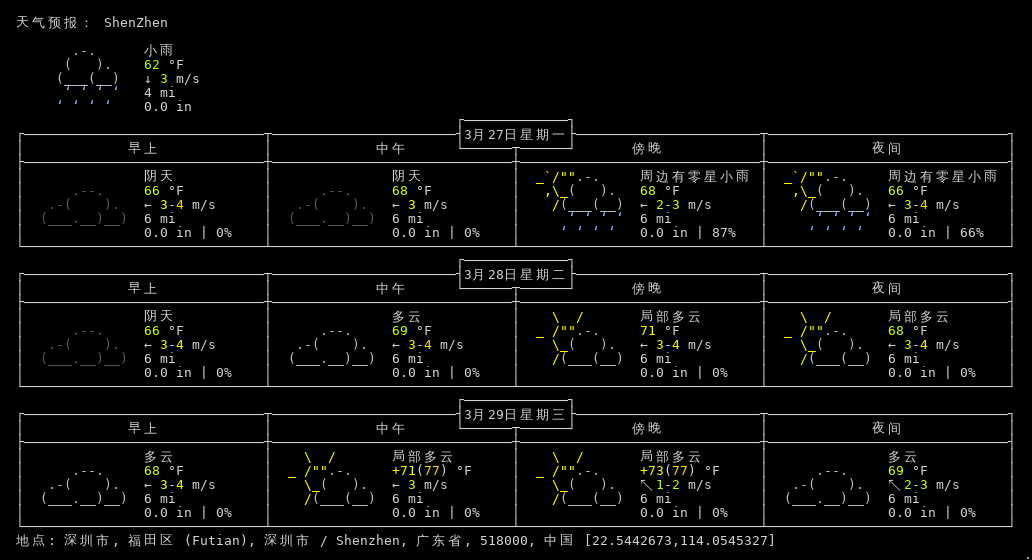 天气预报： ShenZhen
小雨
62 °F
↓ 3 m/s
4 mi
0.0 in
3月27日星期一
早上 中午 傍晚 夜间
阴天 阴天 周边有零星小雨 周边有零星小雨
66 °F 68 °F 68 °F 66 °F
← 3-4 m/s ← 3 m/s ← 2-3 m/s ← 3-4 m/s
6 mi 6 mi 6 mi 6 mi
0.0 in | 0% 0.0 in | 0% 0.0 in | 87% 0.0 in | 66%
3月28日星期二
早上 中午 傍晚 夜间
阴天 多云 局部多云 局部多云
66 °F 69 °F 71 °F 68 °F
← 3-4 m/s ← 3-4 m/s ← 3-4 m/s ← 3-4 m/s
6 mi 6 mi 6 mi 6 mi
0.0 in | 0% 0.0 in | 0% 0.0 in | 0% 0.0 in | 0%
3月29日星期三
早上 中午 傍晚 夜间
多云 局部多云 局部多云 多云
68 °F +71(77) °F +73(77) °F 69 °F
← 3-4 m/s ← 3 m/s ↖ 1-2 m/s ↖ 2-3 m/s
6 mi 6 mi 6 mi 6 mi
0.0 in | 0% 0.0 in | 0% 0.0 in | 0% 0.0 in | 0%
地点: 深圳市, 福田区 (Futian), 深圳市 / Shenzhen, 广东省, 518000, 中国 [22.5442673,114.0545327]